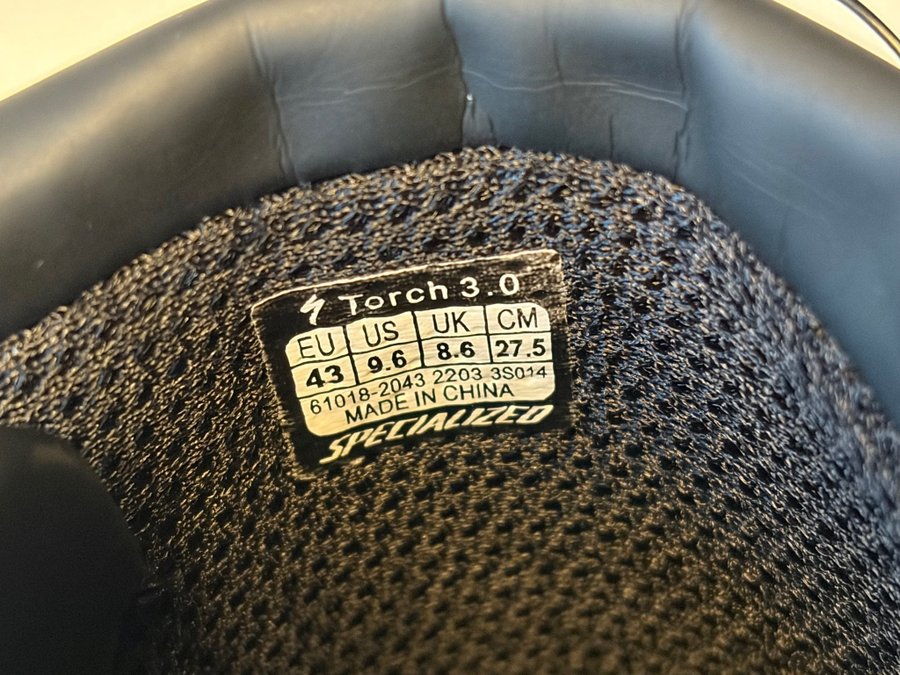 Torch 3.0
EU US UK CM
43 9.6 8.6 27.5
61018-2043 2203 3S014
MADE IN CHINA
SPECIALIZED